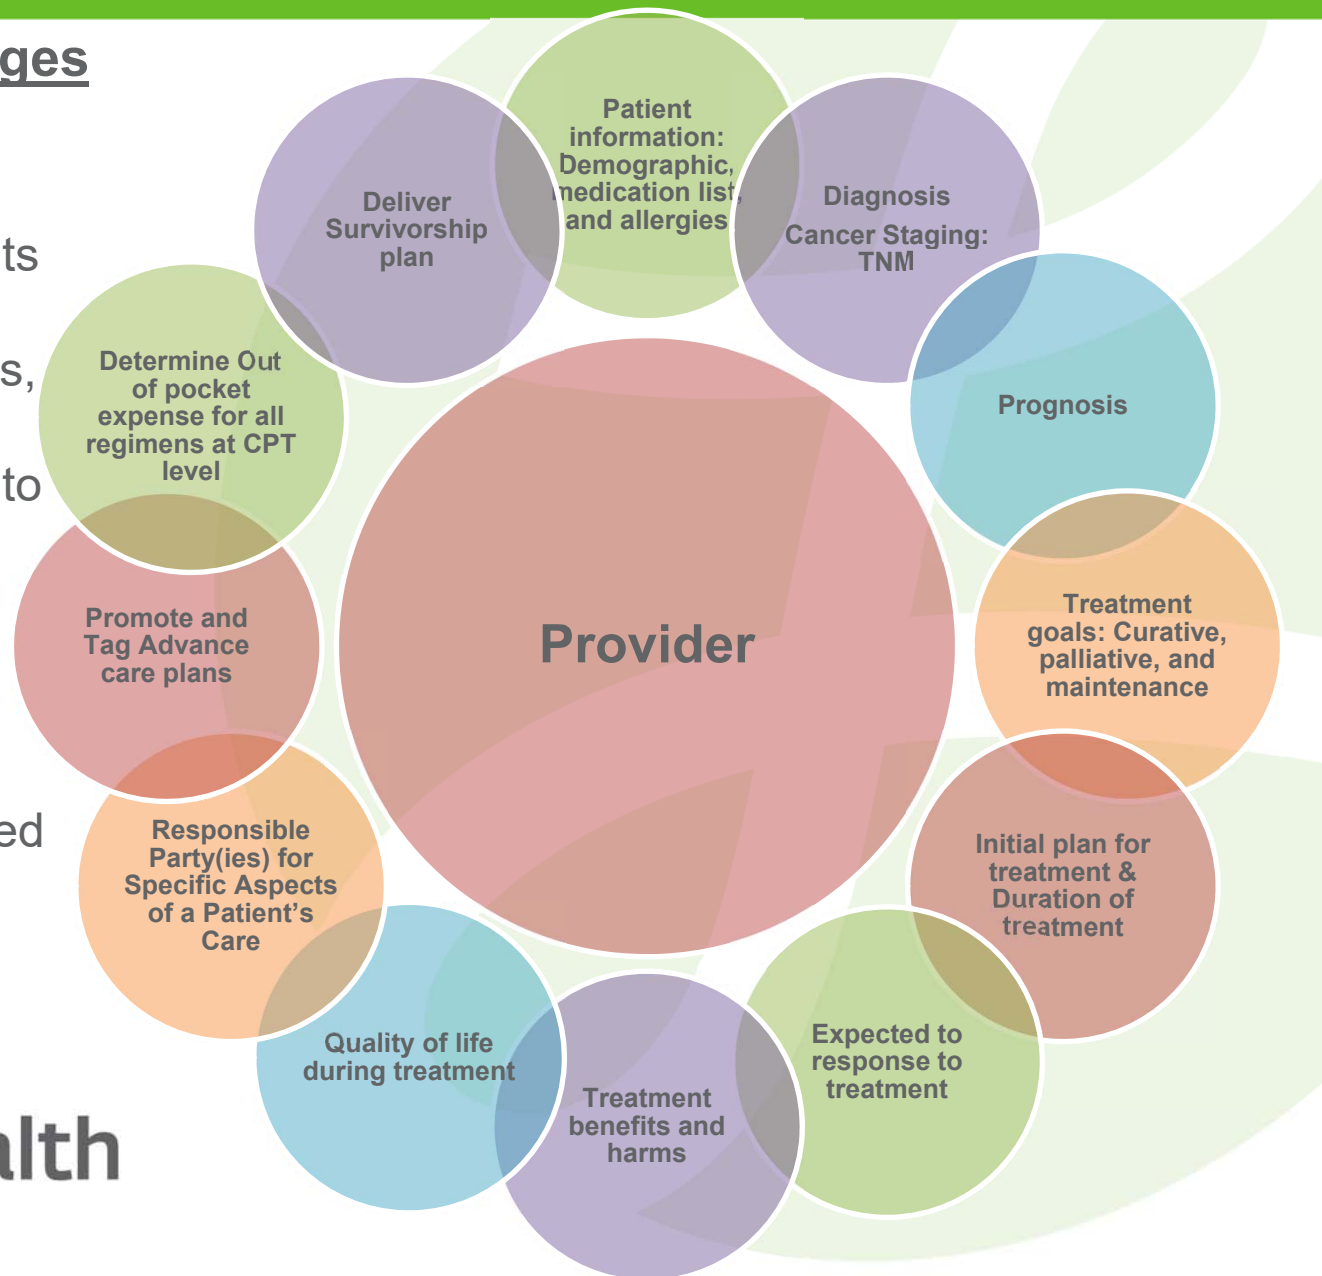 ges
ts
s,
to
ed
alth
Patient
information:
Demographic,
medication list,
and allergies
Diagnosis
Cancer Staging:
TNM
Prognosis
Treatment
goals: Curative,
palliative, and
maintenance
Initial plan for
treatment &
Duration of
treatment
Expected to
response to
treatment
Treatment
benefits and
harms
Quality of life
during treatment
Responsible
Party(ies) for
Specific Aspects
of a Patient’s
Care
Promote and
Tag Advance
care plans
Determine Out
of pocket
expense for all
regimens at CPT
level
Deliver
Survivorship
plan
Provider